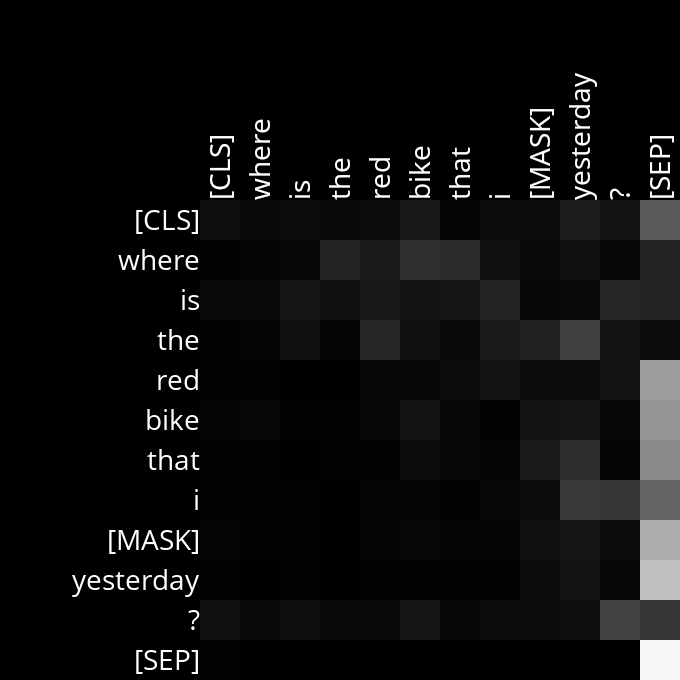 [CLS] where is the red bike that i [MASK] yesterday ? [SEP]
[CLS]
where
is
the
red
bike
that
i
[MASK]
yesterday
?
[SEP]